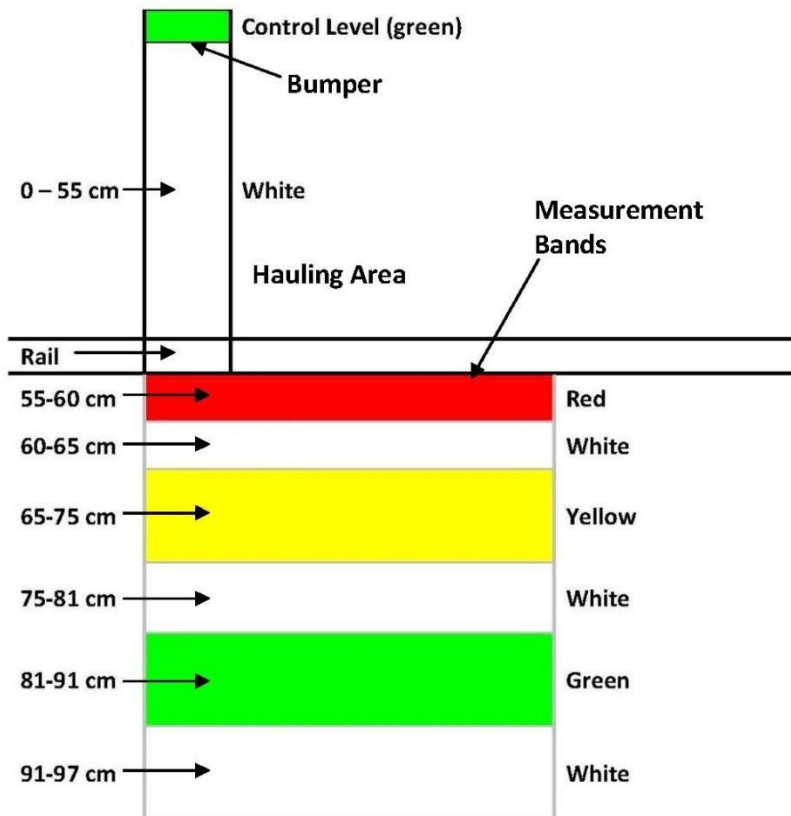 Control Level (green)
Bumper
0 – 55 cm
White
Measurement
Bands
Hauling Area
Rail
55-60 cm
Red
60-65 cm
White
65-75 cm
Yellow
75-81 cm
White
81-91 cm
Green
91-97 cm
White